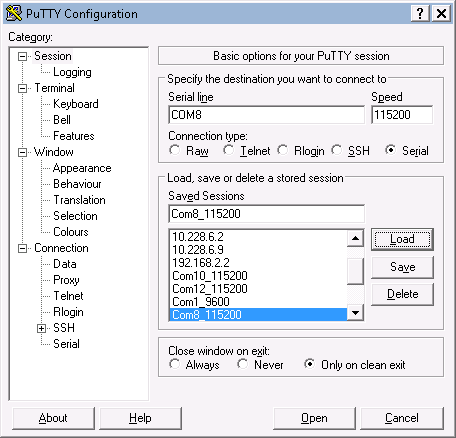 PuTTY Configuration
Category:
Session
Logging
Terminal
Keyboard
Bell
Features
Window
Appearance
Behaviour
Translation
Selection
Colours
Connection
Data
Proxy
Telnet
Rlogin
SSH
Serial
Basic options for your PuTTY session
Specify the destination you want to connect to
Serial line Speed
COM8 115200
Connection type:
Raw Telnet Rlogin SSH Serial
Load, save or delete a stored session
Saved Sessions
Com8_115200
10.228.6.2
10.228.6.9
192.168.2.2
Com10_115200
Com12_115200
Com1_9600
Com8_115200
Load
Save
Delete
Close window on exit:
Always Never Only on clean exit
About Help Open Cancel